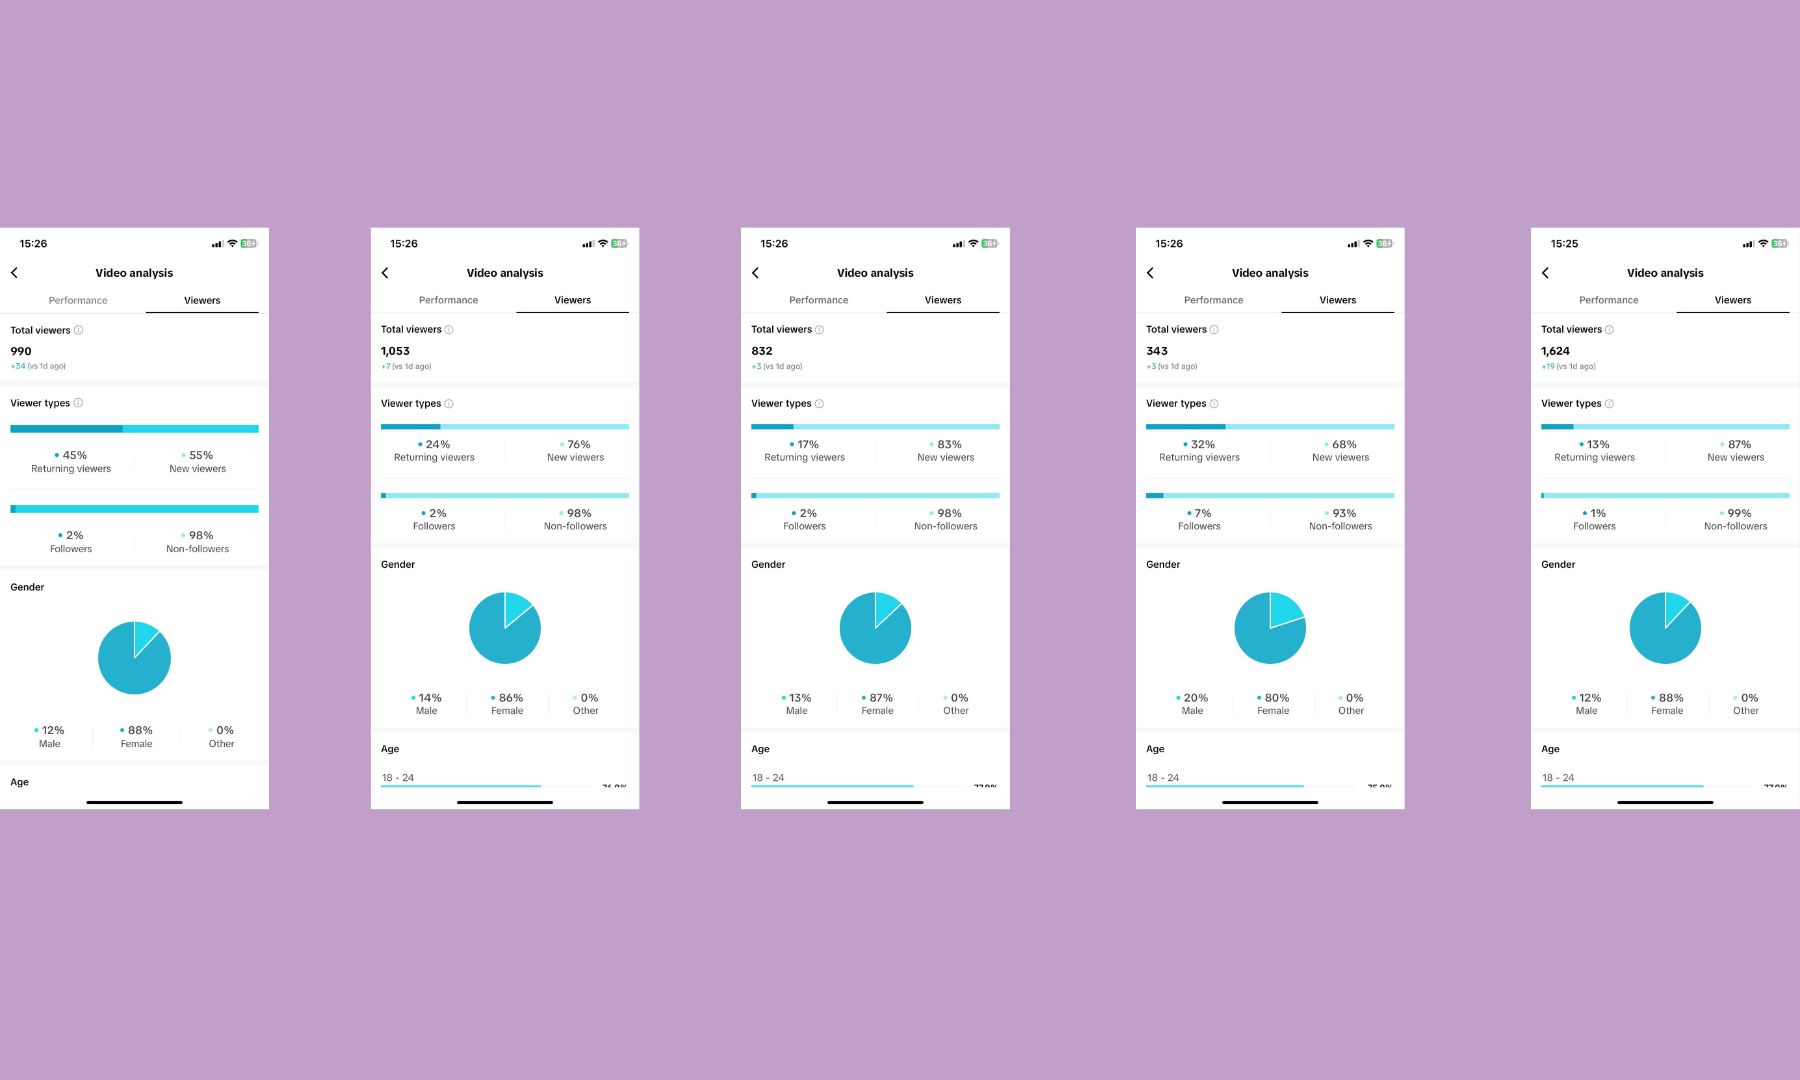 15:26
36+
Video analysis
Performance Viewers
Total viewers
990
+34 (vs 1d ago)
Viewer types
45% 55%
Returning viewers New viewers
2% 98%
Followers Non-followers
Gender
12% 88% 0%
Male Female Other
Age
15:26
36+
Video analysis
Performance Viewers
Total viewers
1,053
+7 (vs 1d ago)
Viewer types
24% 76%
Returning viewers New viewers
2% 98%
Followers Non-followers
Gender
14% 86% 0%
Male Female Other
Age
18 - 24
15:26
36+
Video analysis
Performance Viewers
Total viewers
832
+3 (vs 1d ago)
Viewer types
17% 83%
Returning viewers New viewers
2% 98%
Followers Non-followers
Gender
13% 87% 0%
Male Female Other
Age
18 - 24
15:26
36+
Video analysis
Performance Viewers
Total viewers
343
+3 (vs 1d ago)
Viewer types
32% 68%
Returning viewers New viewers
7% 93%
Followers Non-followers
Gender
20% 80% 0%
Male Female Other
Age
18 - 24
15:25
36+
Video analysis
Performance Viewers
Total viewers
1,624
+19 (vs 1d ago)
Viewer types
13% 87%
Returning viewers New viewers
1% 99%
Followers Non-followers
Gender
12% 88% 0%
Male Female Other
Age
18 - 24